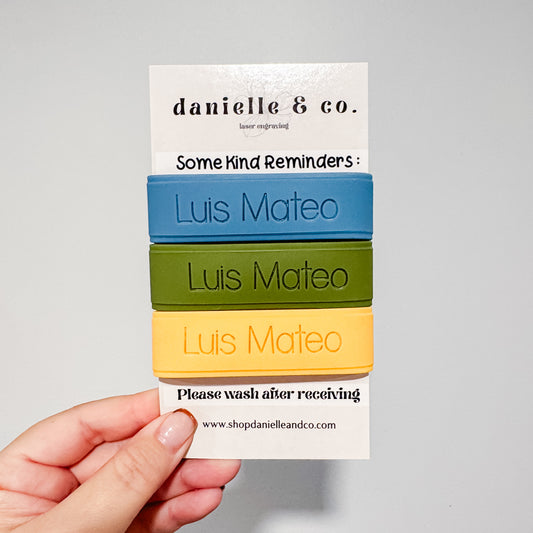 danielle & co.
laser engraving
Some Kind Reminders:
Luis Mateo
Luis Mateo
Luis Mateo
Please wash after receiving
www.shopdanielleandco.com